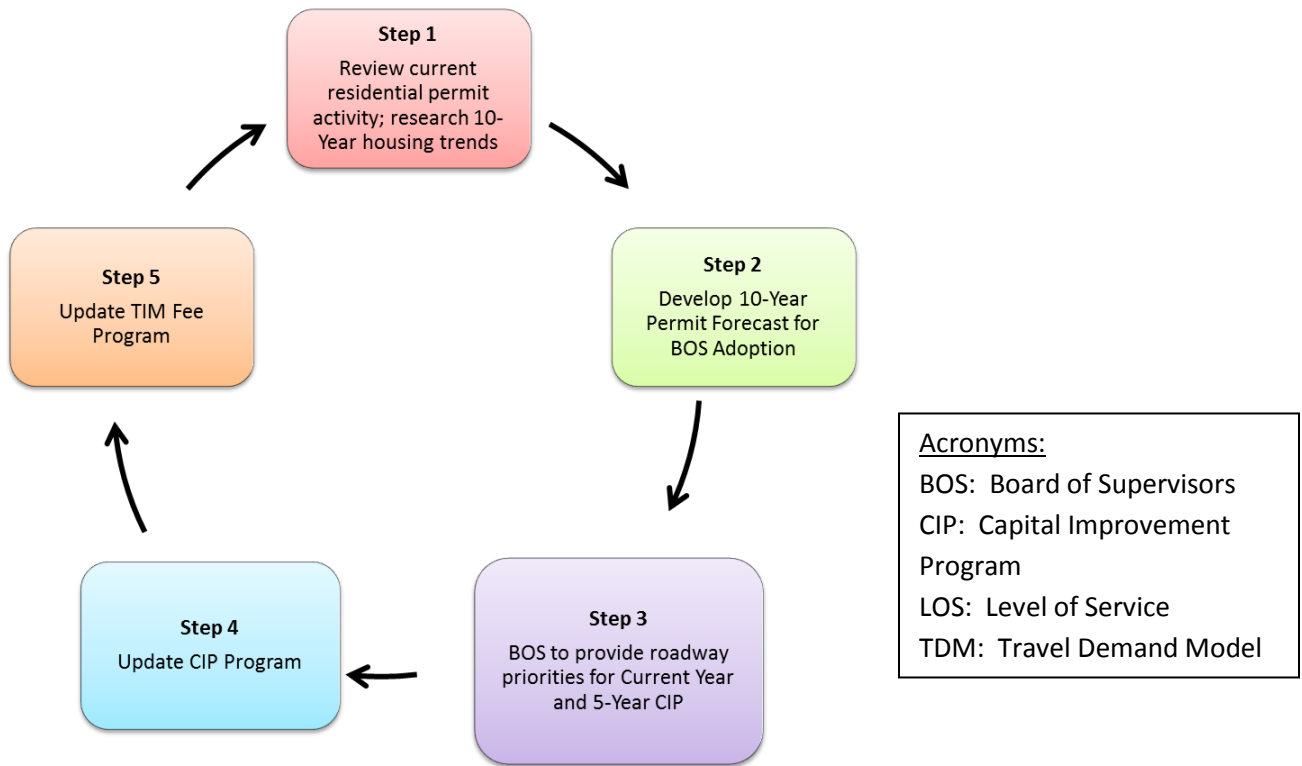 Step 1
Review current
residential permit
activity; research 10-
Year housing trends
Step 2
Develop 10-Year
Permit Forecast for
BOS Adoption
Step 3
BOS to provide roadway
priorities for Current Year
and 5-Year CIP
Step 4
Update CIP Program
Step 5
Update TIM Fee
Program
Acronyms:
BOS:  Board of Supervisors
CIP:  Capital Improvement
Program
LOS:  Level of Service
TDM:  Travel Demand Model